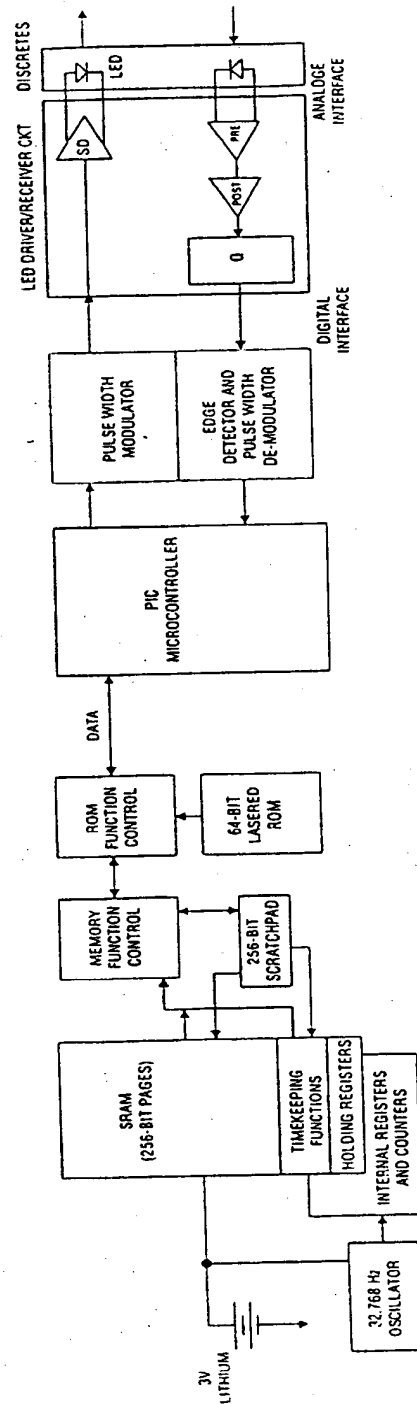 3V
LITHIUM
32.768 Hz
OSCILLATOR
SRAM
(256-BIT PAGES)
TIMEKEEPING
FUNCTIONS
HOLDING REGISTERS
INTERNAL REGISTERS
AND COUNTERS
MEMORY
FUNCTION
CONTROL
256-BIT
SCRATCHPAD
ROM
FUNCTION
CONTROL
64-BIT
LASERED
ROM
DATA
PIC
MICROCONTROLLER
PULSE WIDTH
MODULATOR
EDGE
DETECTOR AND
PULSE WIDTH
DE-MODULATOR
DIGITAL
INTERFACE
LED DRIVER/RECEIVER CKT
SD
PRE
POST
Q
DISCRETES
LED
ANALOGE
INTERFACE